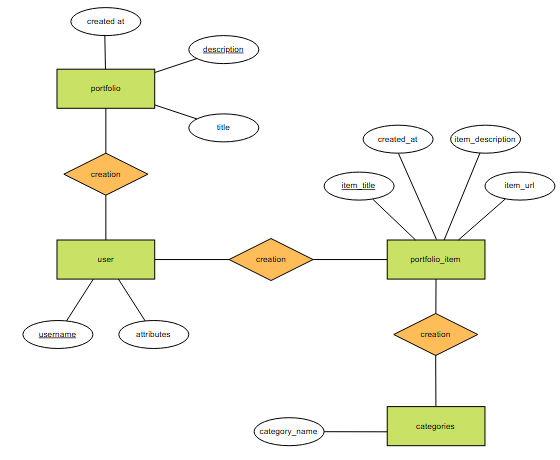 created at
description
portfolio
title
created_at
item_description
creation
item_title
item_url
user
creation
portfolio_item
username
attributes
creation
category_name
categories